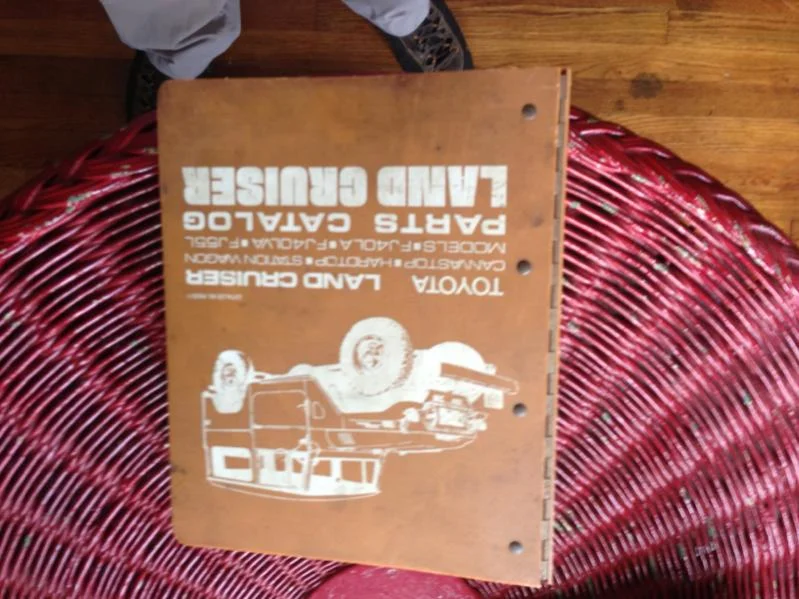 LAND CRUISER
PARTS CATALOG
MODELS▪FJ40LA▪FJ40LVA▪FJ55L
CANVASTOP▪HARDTOP▪STATION WAGON
TOYOTA LAND CRUISER